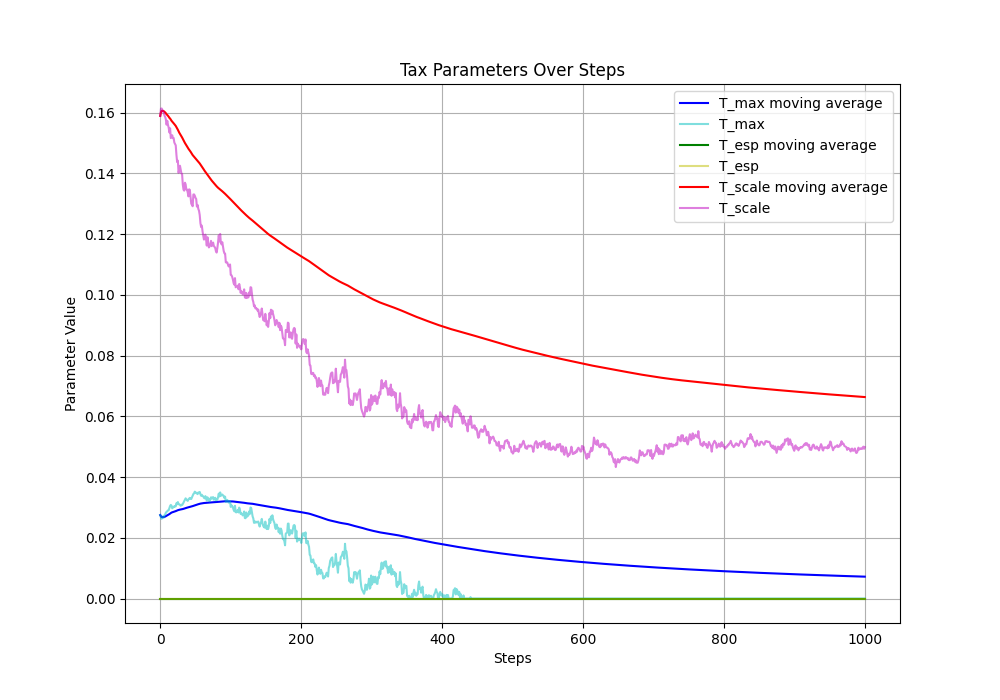 Tax Parameters Over Steps
T_max moving average
T_max
T_esp moving average
T_esp
T_scale moving average
T_scale
Parameter Value
0.16
0.14
0.12
0.10
0.08
0.06
0.04
0.02
0.00
0 200 400 600 800 1000
Steps